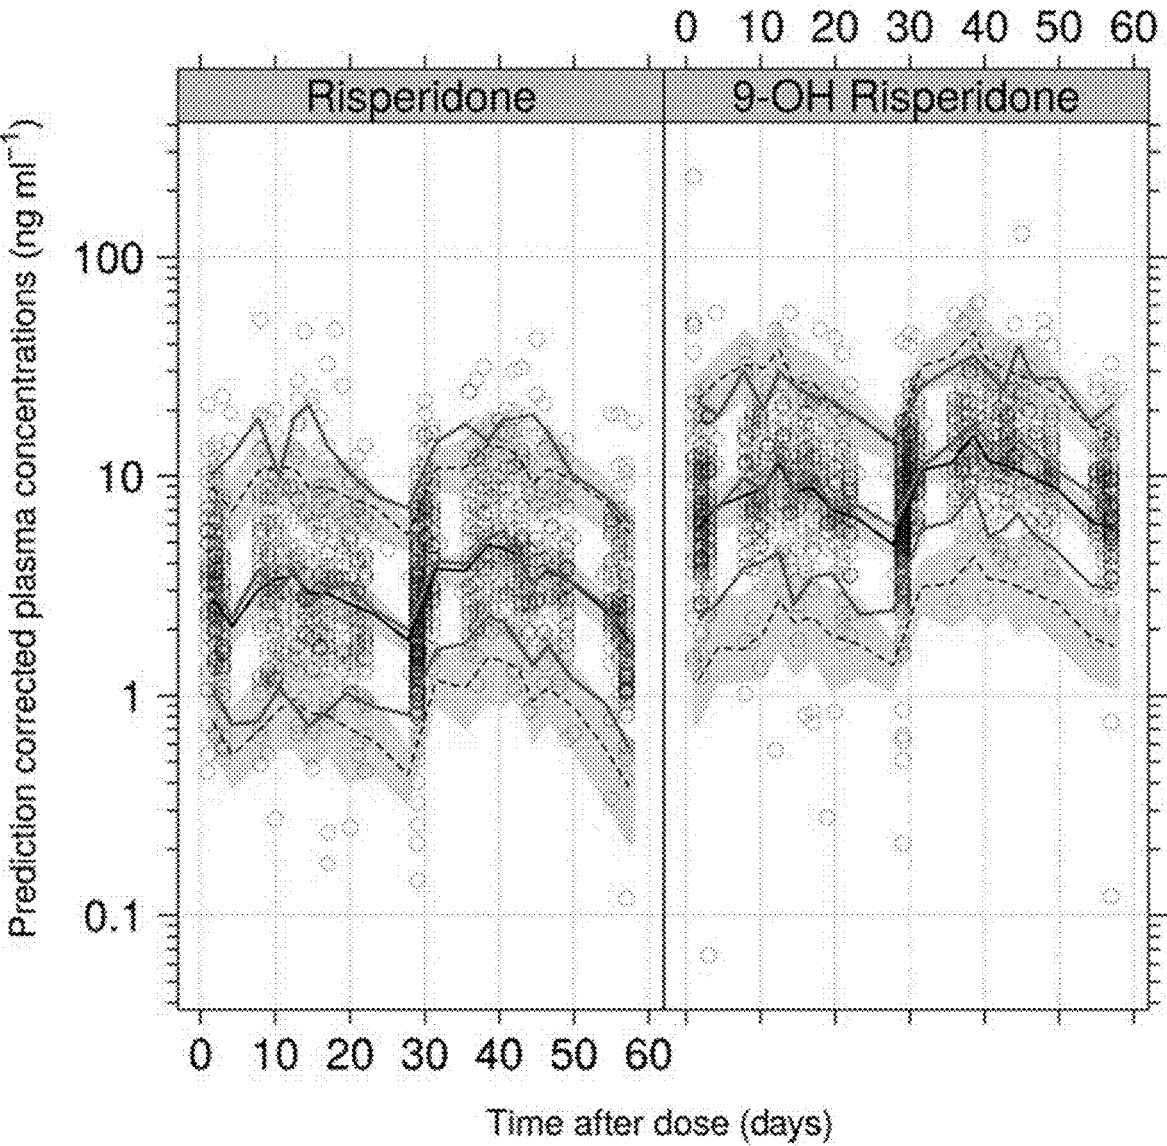 0 10 20 30 40 50 60
Risperidone
9-OH Risperidone
Prediction corrected plasma concentrations (ng ml⁻¹)
100
10
1
0.1
0 10 20 30 40 50 60
Time after dose (days)